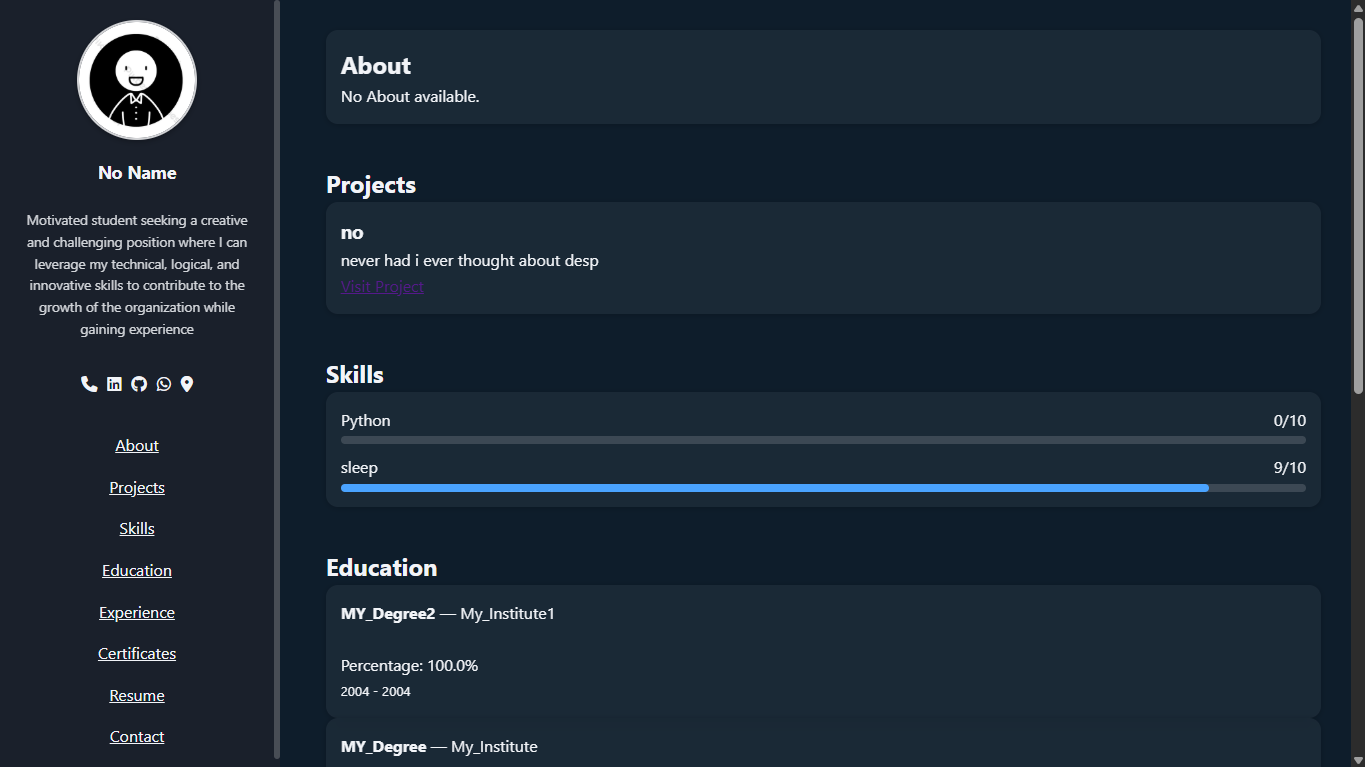 No Name
Motivated student seeking a creative
and challenging position where I can
leverage my technical, logical, and
innovative skills to contribute to the
growth of the organization while
gaining experience
About
Projects
Skills
Education
Experience
Certificates
Resume
Contact
About
No About available.
Projects
no
never had i ever thought about desp
Visit Project
Skills
Python 0/10
sleep 9/10
Education
MY_Degree2 — My_Institute1
Percentage: 100.0%
2004 - 2004
MY_Degree — My_Institute